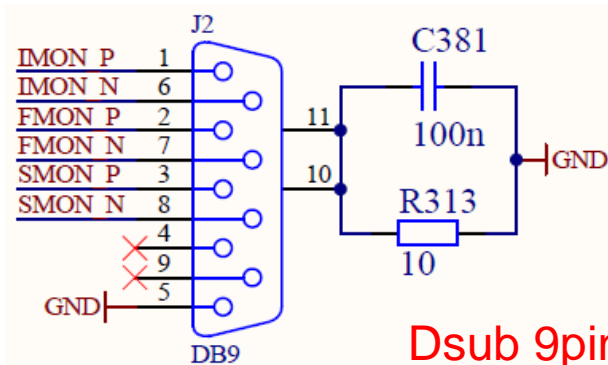 J2
IMON_P 1
IMON_N 6
FMON_P 2
FMON_N 7
SMON_P 3
SMON_N 8
4
9
GND 5
DB9
11
10
C381
100n
GND
R313
10
Dsub 9pin